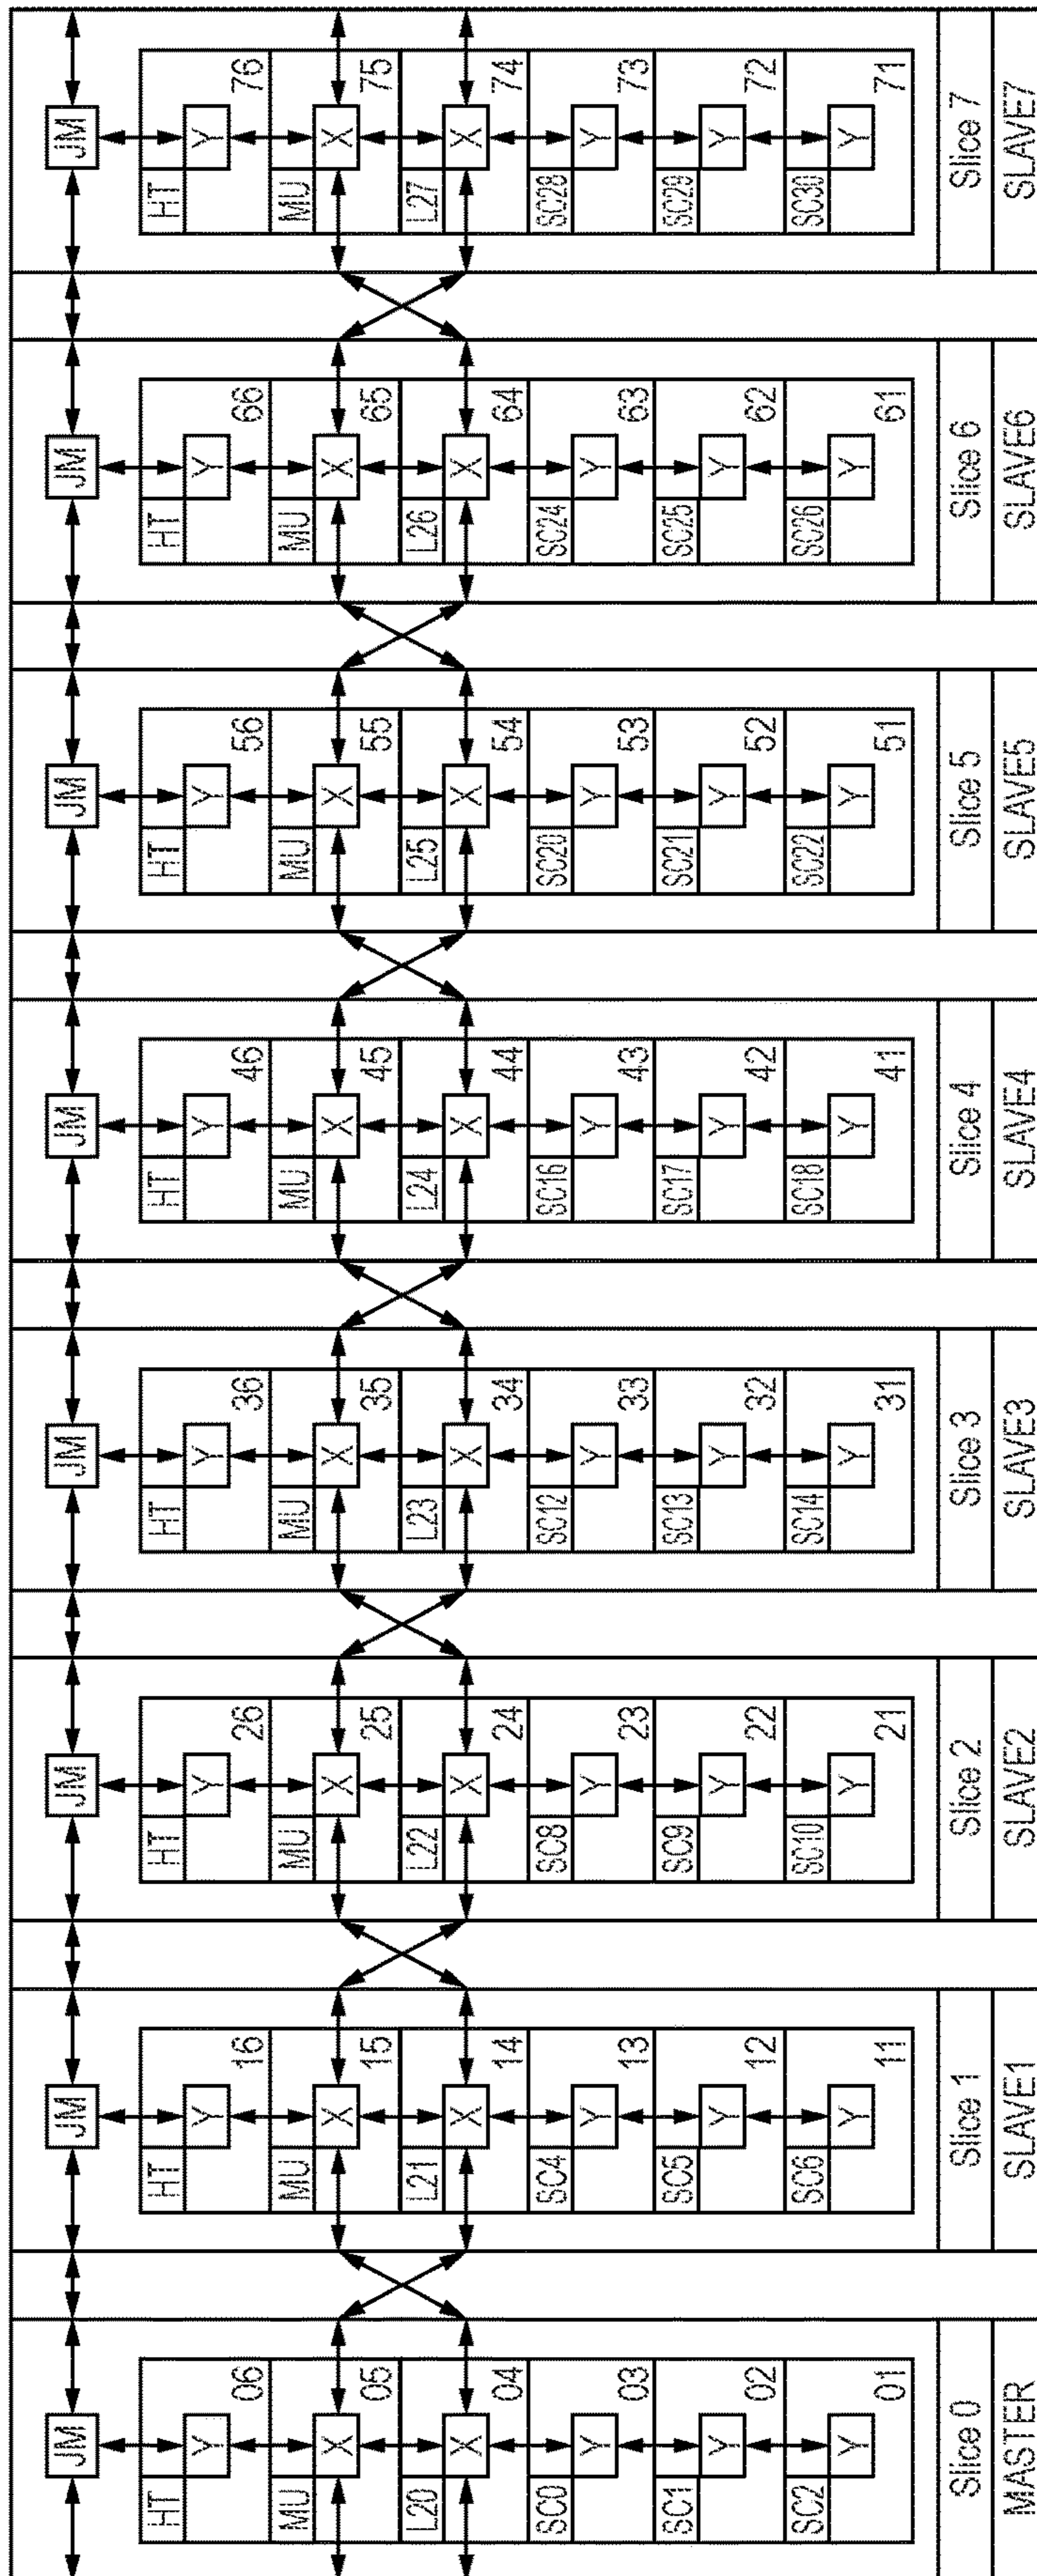 JM JM JM JM JM JM JM JM
HT HT HT HT HT HT HT HT
Y 06 Y 16 Y 26 Y 36 Y 46 Y 56 Y 66 Y 76
MU MU MU MU MU MU MU MU
X 05 X 15 X 25 X 35 X 45 X 55 X 65 X 75
L20 L21 L22 L23 L24 L25 L26 L27
X 04 X 14 X 24 X 34 X 44 X 54 X 64 X 74
SC0 SC4 SC8 SC12 SC16 SC20 SC24 SC28
Y 03 Y 13 Y 23 Y 33 Y 43 Y 53 Y 63 Y 73
SC1 SC5 SC9 SC13 SC17 SC21 SC25 SC29
Y 02 Y 12 Y 22 Y 32 Y 42 Y 52 Y 62 Y 72
SC2 SC6 SC10 SC14 SC18 SC22 SC26 SC30
Y 01 Y 11 Y 21 Y 31 Y 41 Y 51 Y 61 Y 71
Slice 0 Slice 1 Slice 2 Slice 3 Slice 4 Slice 5 Slice 6 Slice 7
MASTER SLAVE1 SLAVE2 SLAVE3 SLAVE4 SLAVE5 SLAVE6 SLAVE7